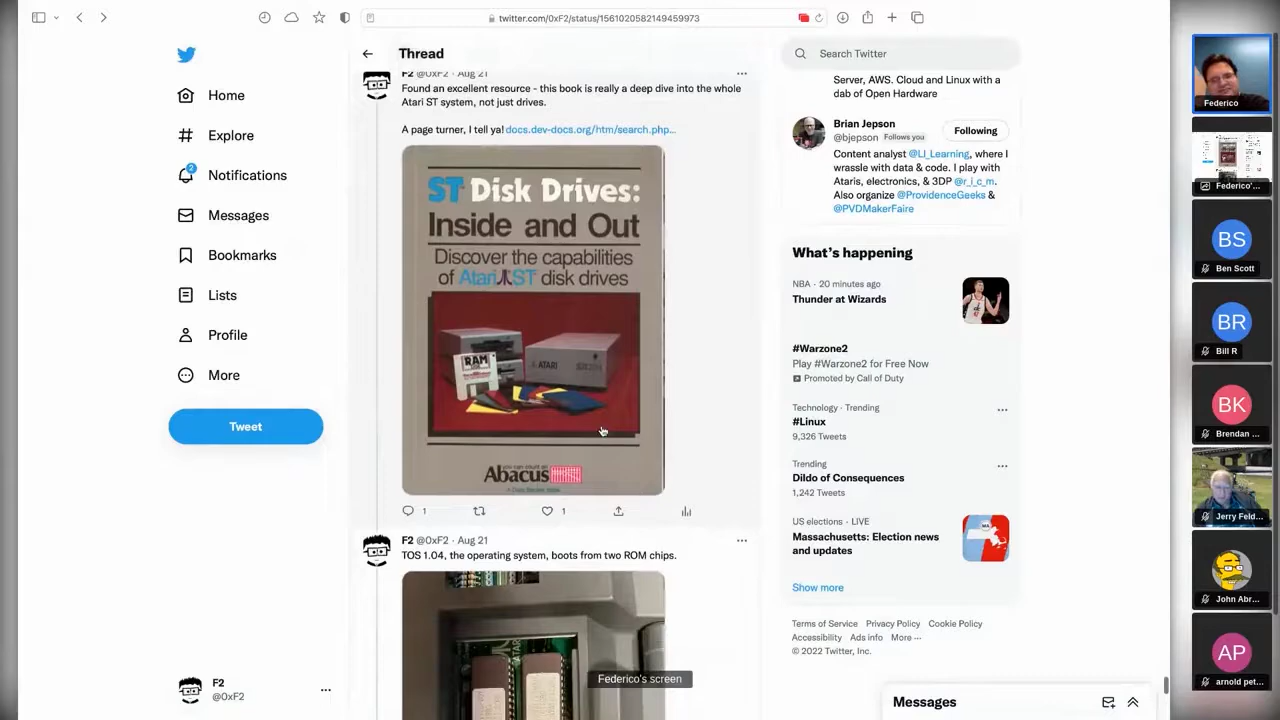 twitter.com/0xF2/status/1561020582149459973
Home
Explore
2
Notifications
Messages
Bookmarks
Lists
Profile
More
Tweet
F2
@0xF2
Thread
F2 @0xF2 · Aug 21
Found an excellent resource - this book is really a deep dive into the whole
Atari ST system, not just drives.
A page turner, I tell ya! docs.dev-docs.org/htm/search.php…
ST Disk Drives:
Inside and Out
Discover the capabilities
of Atari ST disk drives
RAM
ATARI
Abacus
1
1
F2 @0xF2 · Aug 21
TOS 1.04, the operating system, boots from two ROM chips.
Federico's screen
Search Twitter
Server, AWS. Cloud and Linux with a
dab of Open Hardware
Brian Jepson
@bjepson Follows you
Following
Content analyst @LI_Learning, where I
wrassle with data & code. I play with
Ataris, electronics, & 3DP @r_i_c_m.
Also organize @ProvidenceGeeks &
@PVDMakerFaire
What's happening
NBA · 20 minutes ago
Thunder at Wizards
#Warzone2
Play #Warzone2 for Free Now
Promoted by Call of Duty
Technology · Trending
#Linux
9,326 Tweets
Trending
Dildo of Consequences
1,242 Tweets
US elections · LIVE
Massachusetts: Election news
and updates
MA
Show more
Terms of Service Privacy Policy Cookie Policy
Accessibility Ads info More ···
© 2022 Twitter, Inc.
Messages
Federico
Federico'...
BS
Ben Scott
BR
Bill R
BK
Brendan ...
Jerry Feld...
John Abr...
AP
arnold pet...